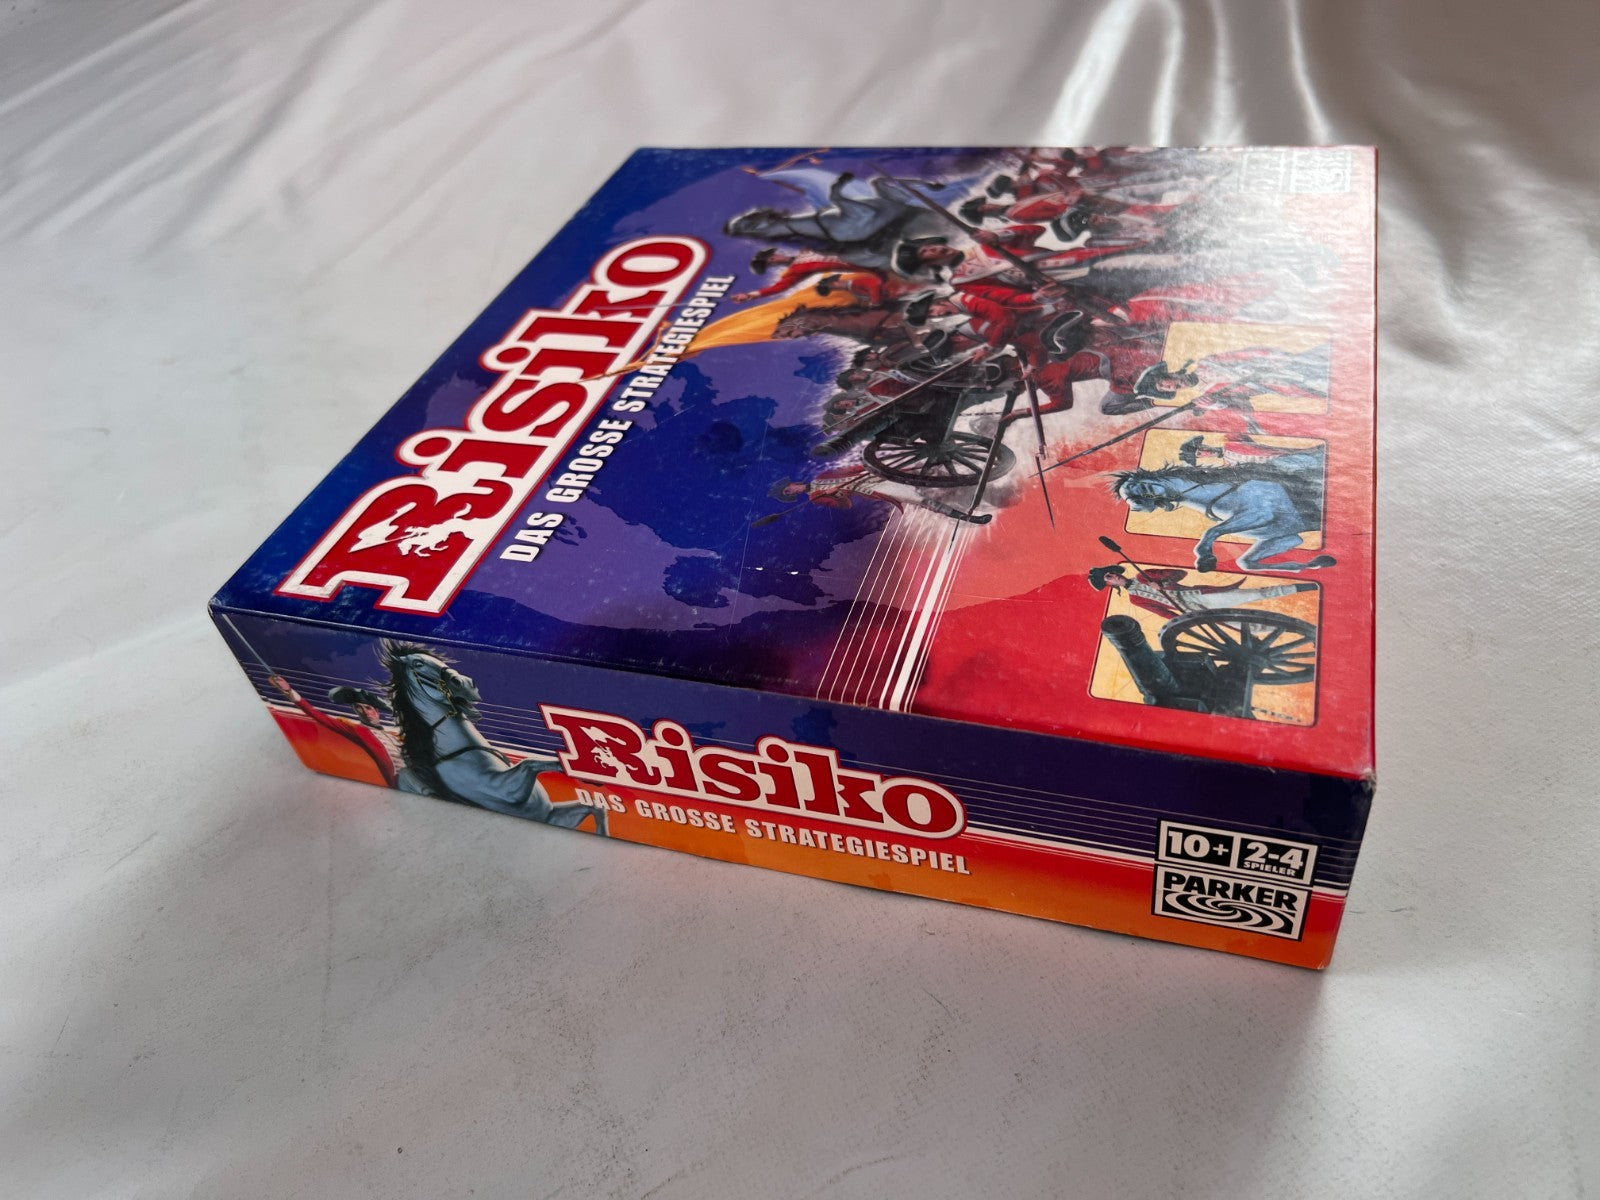 Risiko
DAS GROSSE STRATEGIESPIEL
Risiko
DAS GROSSE STRATEGIESPIEL
10+ 2-4
SPIELER
PARKER